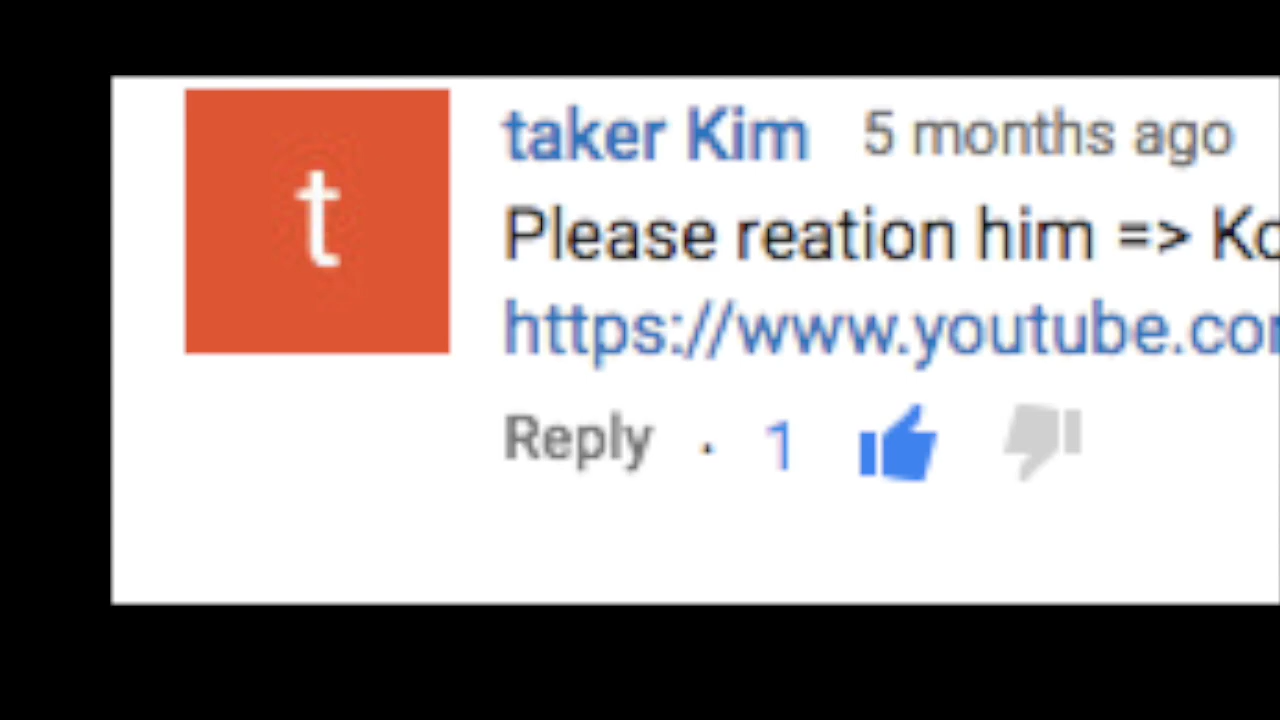 t
taker Kim 5 months ago
Please reation him => Ko
https://www.youtube.co
Reply · 1